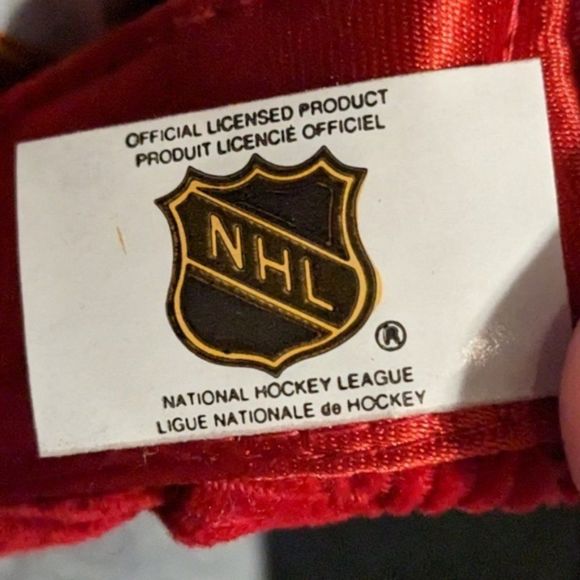 OFFICIAL LICENSED PRODUCT
PRODUIT LICENCIÉ OFFICIEL
NHL
®
NATIONAL HOCKEY LEAGUE
LIGUE NATIONALE de HOCKEY